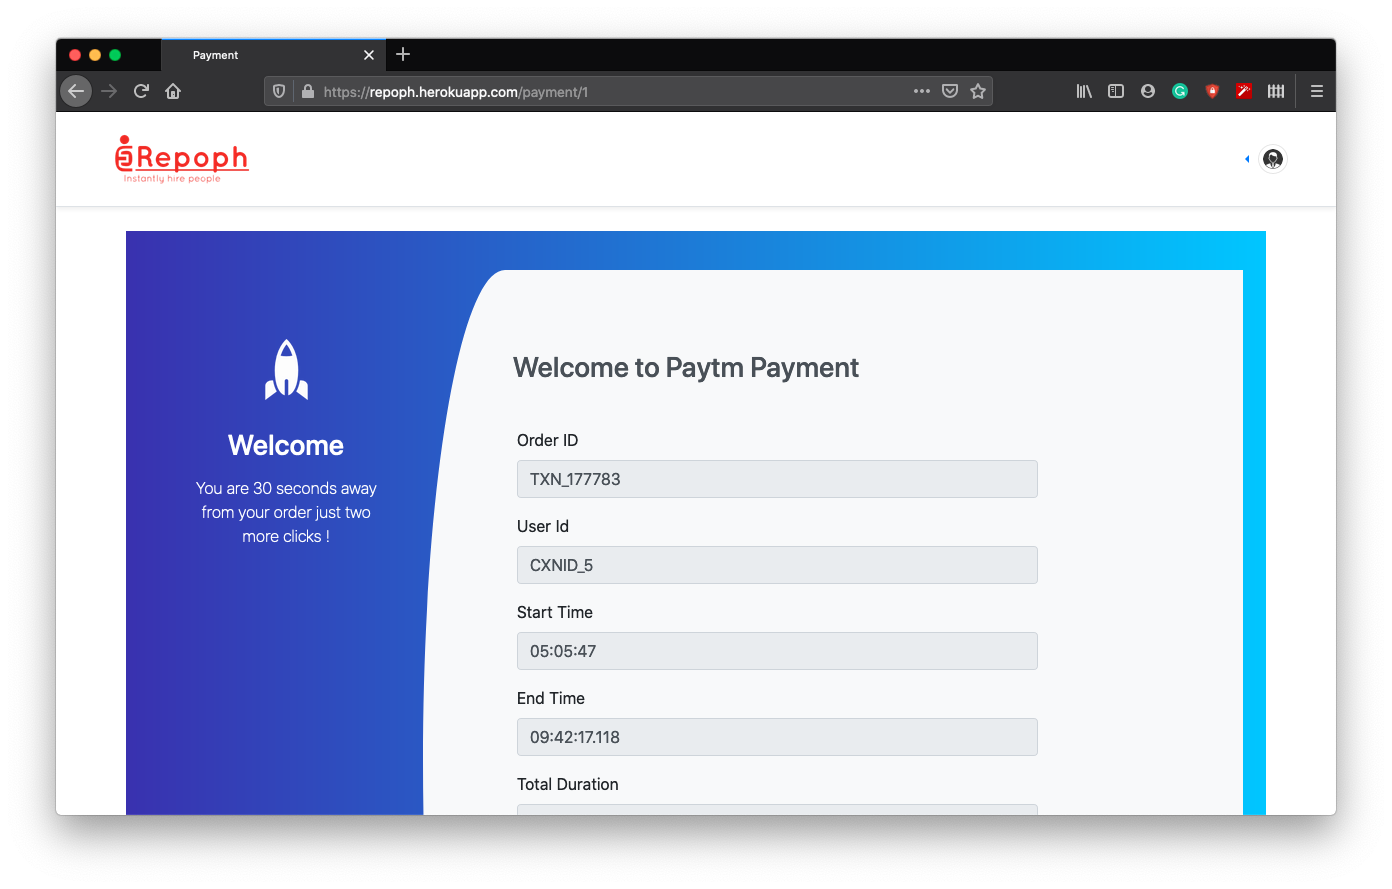 Payment
https://repoph.herokuapp.com/payment/1
Repoph
Instantly hire people
Welcome
You are 30 seconds away
from your order just two
more clicks !
Welcome to Paytm Payment
Order ID
TXN_177783
User Id
CXNID_5
Start Time
05:05:47
End Time
09:42:17.118
Total Duration